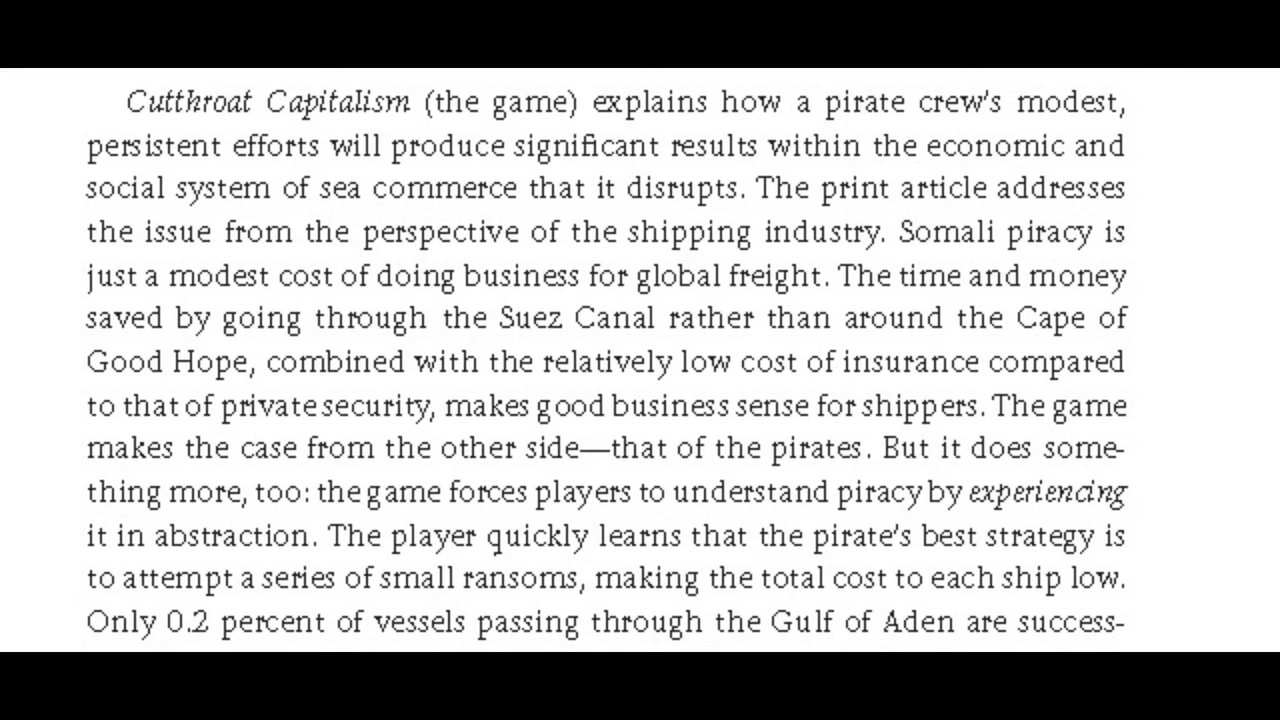 Cutthroat Capitalism (the game) explains how a pirate crew's modest,
persistent efforts will produce significant results within the economic and
social system of sea commerce that it disrupts. The print article addresses
the issue from the perspective of the shipping industry. Somali piracy is
just a modest cost of doing business for global freight. The time and money
saved by going through the Suez Canal rather than around the Cape of
Good Hope, combined with the relatively low cost of insurance compared
to that of private security, makes good business sense for shippers. The game
makes the case from the other side—that of the pirates. But it does some-
thing more, too: the game forces players to understand piracy by experiencing
it in abstraction. The player quickly learns that the pirate's best strategy is
to attempt a series of small ransoms, making the total cost to each ship low.
Only 0.2 percent of vessels passing through the Gulf of Aden are success-